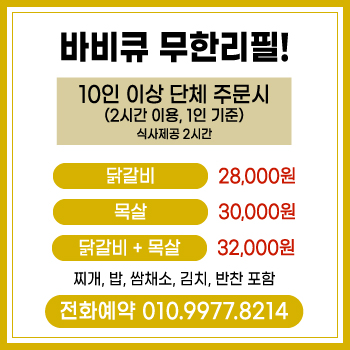 바비큐 무한리필!
10인 이상 단체 주문시
(2시간 이용, 1인 기준)
식사제공 2시간
닭갈비 28,000원
목살 30,000원
닭갈비 + 목살 32,000원
찌개, 밥, 쌈채소, 김치, 반찬 포함
전화예약 010.9977.8214